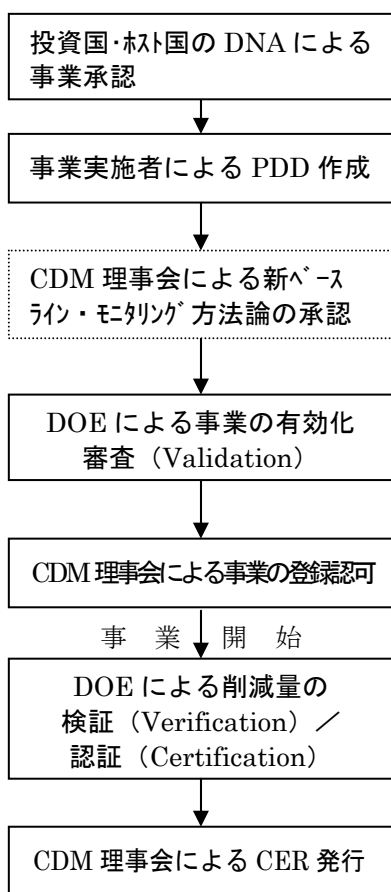 投資国･ﾎｽﾄ国の DNA による
事業承認
事業実施者による PDD 作成
CDM 理事会による新ﾍﾞｰｽ
ﾗｲﾝ・ﾓﾆﾀﾘﾝｸﾞ方法論の承認
DOE による事業の有効化
審査（Validation）
CDM 理事会による事業の登録認可
事　業　開　始
DOE による削減量の
検証（Verification）／
認証（Certification）
CDM 理事会による CER 発行